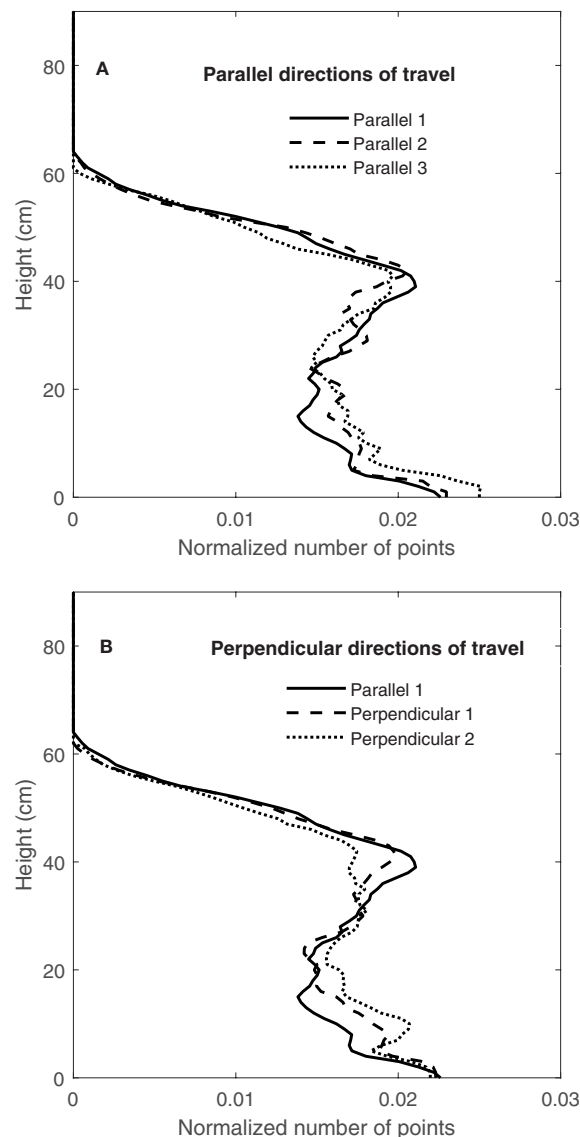 A
Parallel directions of travel
Parallel 1
Parallel 2
Parallel 3
80
60
40
20
0
Height (cm)
0 0.01 0.02 0.03
Normalized number of points
B
Perpendicular directions of travel
Parallel 1
Perpendicular 1
Perpendicular 2
80
60
40
20
0
Height (cm)
0 0.01 0.02 0.03
Normalized number of points